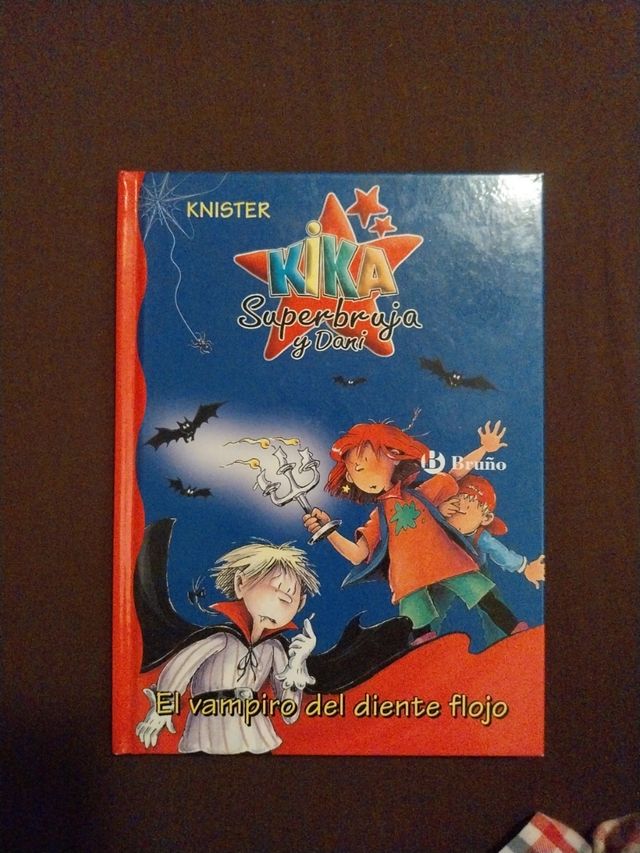 KNISTER
KiKA
Superbruja
y Dani
B Bruño
El vampiro del diente flojo